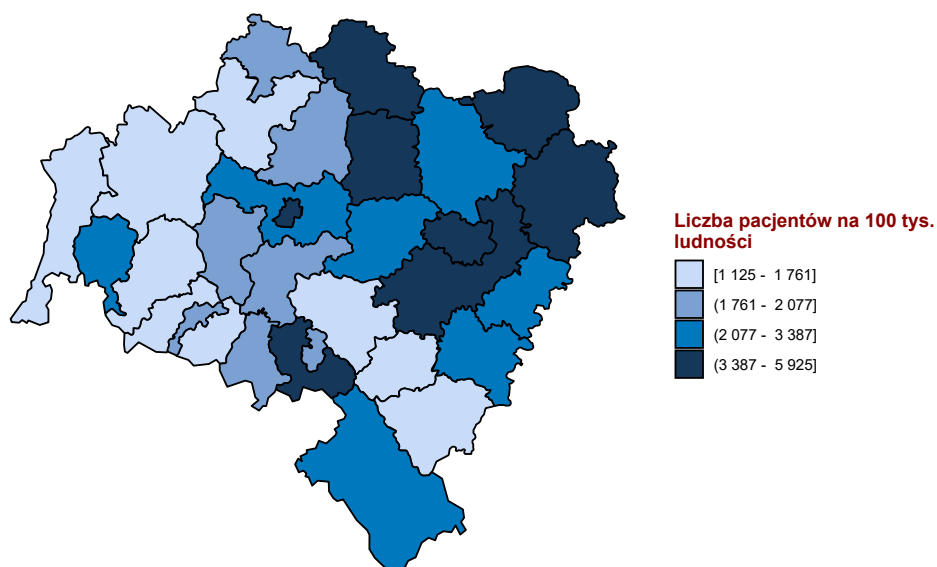 Liczba pacjentów na 100 tys.
ludności
[1 125 - 1 761]
(1 761 - 2 077]
(2 077 - 3 387]
(3 387 - 5 925]